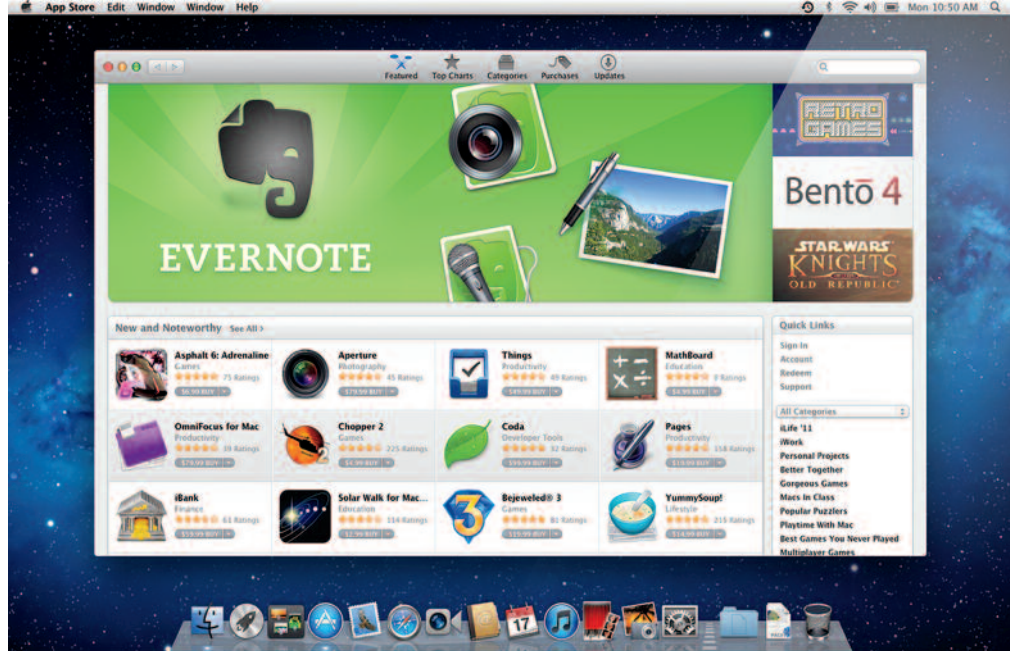 App Store Edit Window Window Help Mon 10:50 AM
Featured Top Charts Categories Purchases Updates
EVERNOTE
RETRO
GAMES
Bento 4
STAR WARS
KNIGHTS
OLD REPUBLIC
New and Noteworthy See All >
Asphalt 6: Adrenaline
Games
75 Ratings
$6.99 BUY
Aperture
Photography
45 Ratings
$79.99 BUY
Things
Productivity
49 Ratings
$49.99 BUY
MathBoard
Education
Ratings
$4.99 BUY
OmniFocus for Mac
Productivity
39 Ratings
$79.99 BUY
Chopper 2
Games
225 Ratings
$4.99 BUY
Coda
Developer Tools
32 Ratings
$99.99 BUY
Pages
Productivity
358 Ratings
$19.99 BUY
iBank
Finance
61 Ratings
$59.99 BUY
Solar Walk for Mac...
Education
114 Ratings
$2.99 BUY
Bejeweled® 3
Games
81 Ratings
$19.99 BUY
YummySoup!
Lifestyle
215 Ratings
Quick Links
Sign In
Account
Redeem
Support
All Categories
iLife '11
iWork
Personal Projects
Better Together
Gorgeous Games
Macs In Class
Popular Puzzlers
Playtime With Mac
Best Games You Never Played
Multiplayer Games
17